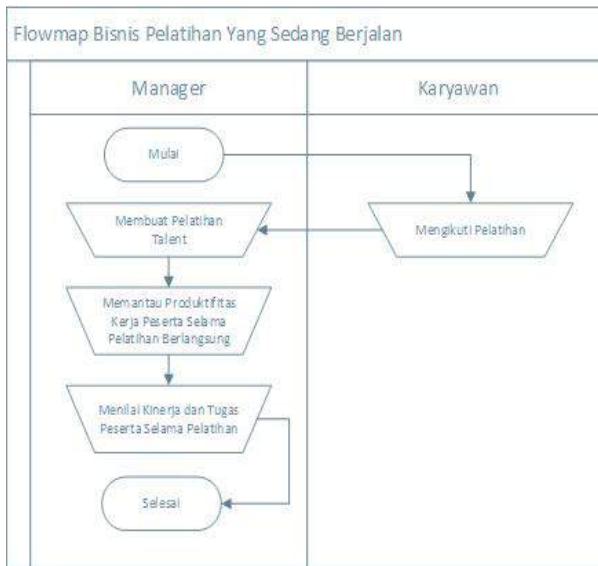 Flowmap Bisnis Pelatihan Yang Sedang Berjalan
Manager
Karyawan
Mulai
Membuat Pelatihan
Talent
Mengikuti Pelatihan
Memantau Produktifitas
Kerja Peserta Selama
Pelatihan Berlangsung
Menilai Kinerja dan Tugas
Peserta Selama Pelatihan
Selesai